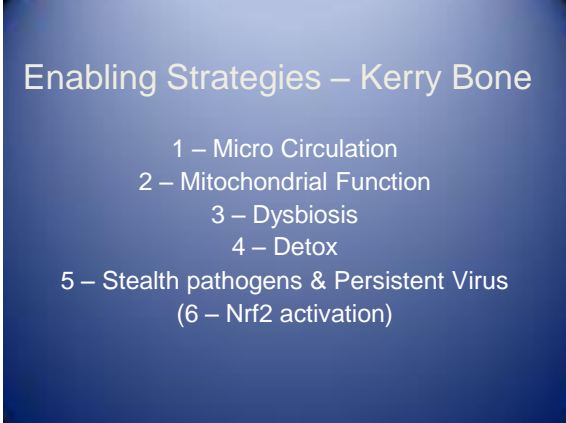 Enabling Strategies – Kerry Bone
1 – Micro Circulation
2 – Mitochondrial Function
3 – Dysbiosis
4 – Detox
5 – Stealth pathogens & Persistent Virus
(6 – Nrf2 activation)